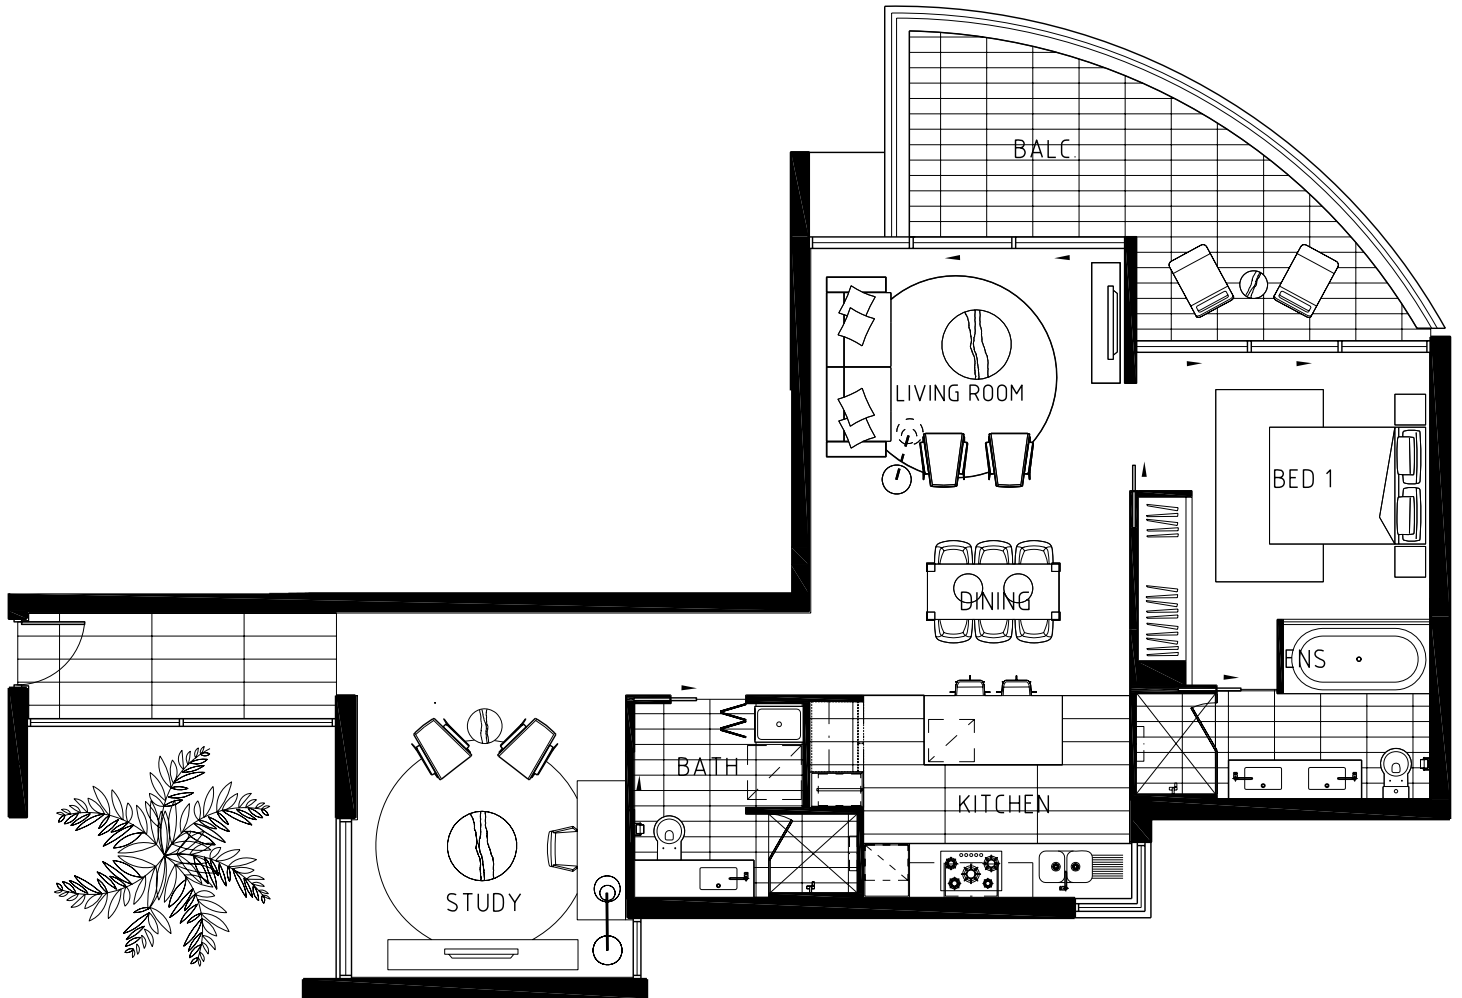 BALC.
LIVING ROOM
BED 1
DINING
ENS
BATH
KITCHEN
STUDY